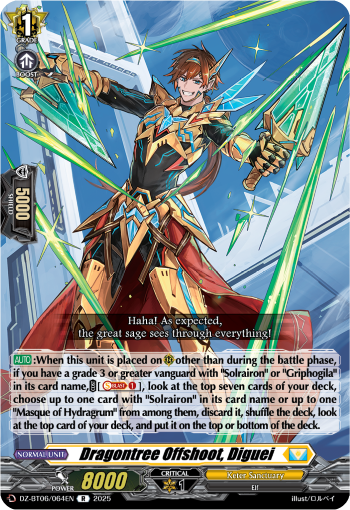 1
GRADE
BOOST
5000
SHIELD
Haha! As expected,
the great sage sees through everything!
AUTO :When this unit is placed on R other than during the battle phase,
if you have a grade 3 or greater vanguard with "Solrairon" or "Griphogila"
in its card name, [S-BLAST 1], look at the top seven cards of your deck,
choose up to one card with "Solrairon" in its card name or up to one
"Masque of Hydragrum" from among them, discard it, shuffle the deck, look
at the top card of your deck, and put it on the top or bottom of the deck.
NORMAL UNIT
Dragontree Offshoot, Diguei
POWER 8000
CRITICAL
1
Keter Sanctuary
Elf
DZ-BT06/064EN R 2025
illust/ロルベイ